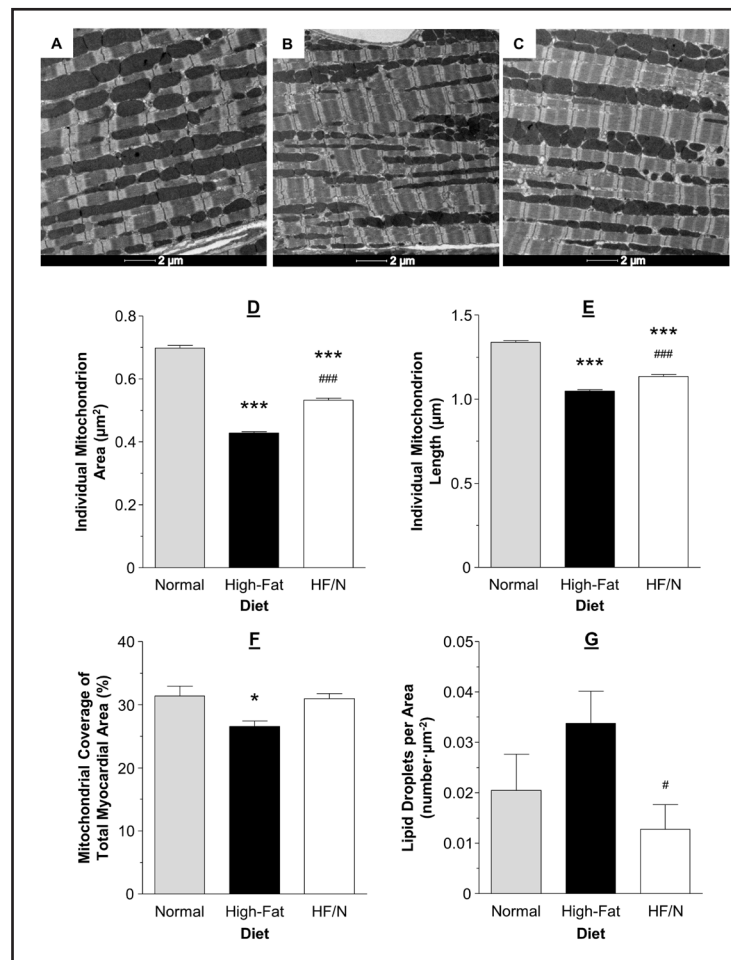 A
B
C
2 µm
2 µm
2 µm
D
Individual Mitochondrion
Area (µm²)
0.8
0.6
0.4
0.2
0
***
***
###
Normal
High-Fat
HF/N
Diet
E
Individual Mitochondrion
Length (µm)
1.5
1.0
0.5
0
***
***
###
Normal
High-Fat
HF/N
Diet
F
Mitochondrial Coverage of
Total Myocardial Area (%)
40
30
20
10
0
*
Normal
High-Fat
HF/N
Diet
G
Lipid Droplets per Area
(number·µm⁻²)
0.05
0.04
0.03
0.02
0.01
0
#
Normal
High-Fat
HF/N
Diet